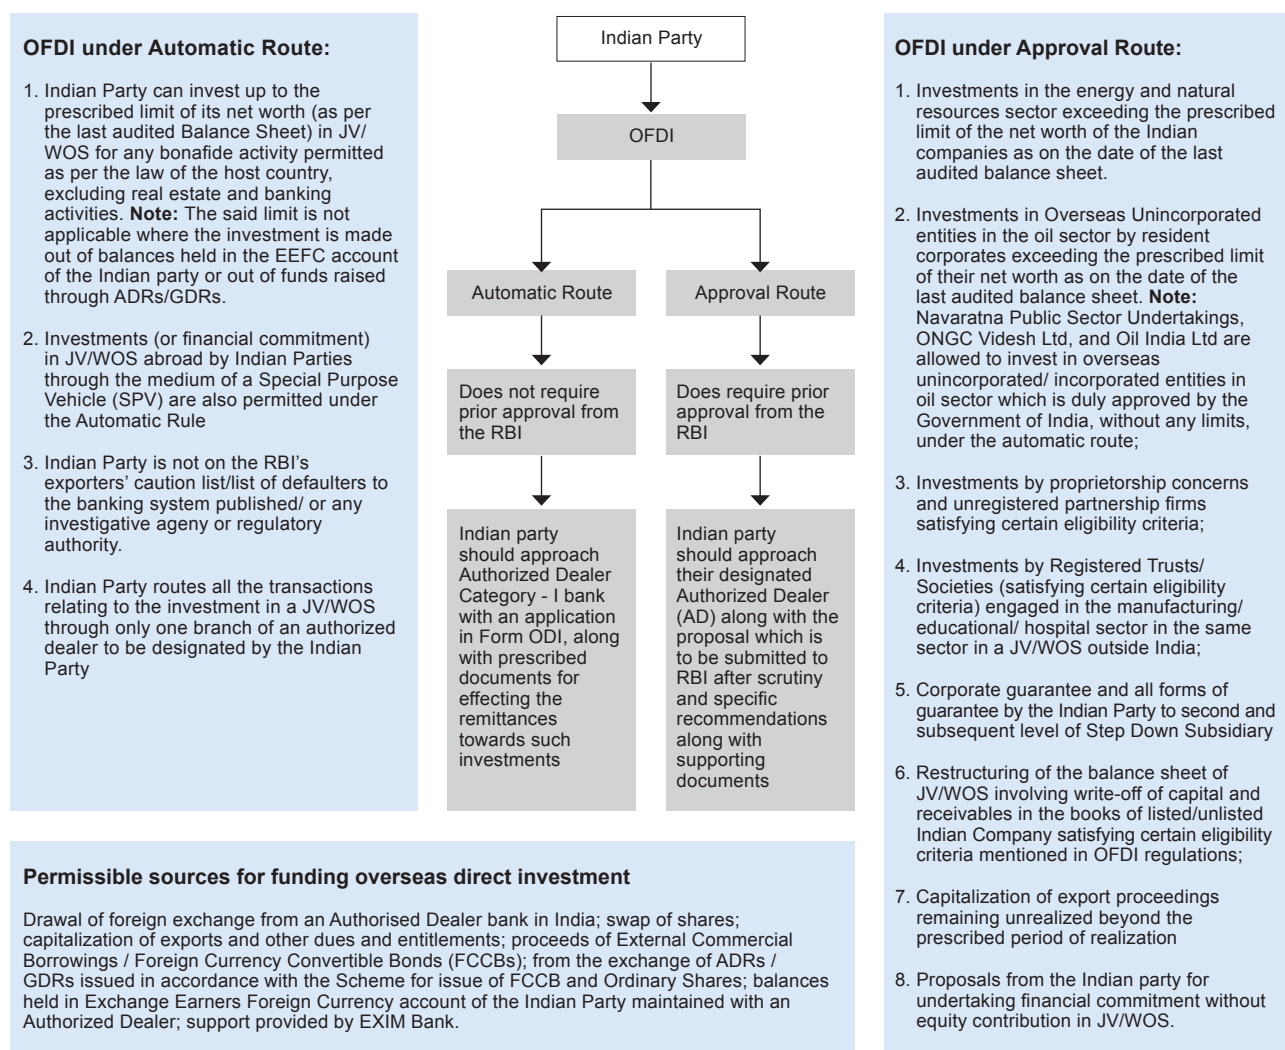 OFDI under Automatic Route:
1. Indian Party can invest up to the
prescribed limit of its net worth (as per
the last audited Balance Sheet) in JV/
WOS for any bonafide activity permitted
as per the law of the host country,
excluding real estate and banking
activities. Note: The said limit is not
applicable where the investment is made
out of balances held in the EEFC account
of the Indian party or out of funds raised
through ADRs/GDRs.
2. Investments (or financial commitment)
in JV/WOS abroad by Indian Parties
through the medium of a Special Purpose
Vehicle (SPV) are also permitted under
the Automatic Rule
3. Indian Party is not on the RBI's
exporters' caution list/list of defaulters to
the banking system published/ or any
investigative ageny or regulatory
authority.
4. Indian Party routes all the transactions
relating to the investment in a JV/WOS
through only one branch of an authorized
dealer to be designated by the Indian
Party
Indian Party
OFDI
Automatic Route
Approval Route
Does not require
prior approval from
the RBI
Does require prior
approval from the
RBI
Indian party
should approach
Authorized Dealer
Category - I bank
with an application
in Form ODI, along
with prescribed
documents for
effecting the
remittances
towards such
investments
Indian party
should approach
their designated
Authorized Dealer
(AD) along with the
proposal which is
to be submitted to
RBI after scrutiny
and specific
recommendations
along with
supporting
documents
OFDI under Approval Route:
1. Investments in the energy and natural
resources sector exceeding the prescribed
limit of the net worth of the Indian
companies as on the date of the last
audited balance sheet.
2. Investments in Overseas Unincorporated
entities in the oil sector by resident
corporates exceeding the prescribed limit
of their net worth as on the date of the
last audited balance sheet. Note:
Navaratna Public Sector Undertakings,
ONGC Videsh Ltd, and Oil India Ltd are
allowed to invest in overseas
unincorporated/ incorporated entities in
oil sector which is duly approved by the
Government of India, without any limits,
under the automatic route;
3. Investments by proprietorship concerns
and unregistered partnership firms
satisfying certain eligibility criteria;
4. Investments by Registered Trusts/
Societies (satisfying certain eligibility
criteria) engaged in the manufacturing/
educational/ hospital sector in the same
sector in a JV/WOS outside India;
5. Corporate guarantee and all forms of
guarantee by the Indian Party to second and
subsequent level of Step Down Subsidiary
6. Restructuring of the balance sheet of
JV/WOS involving write-off of capital and
receivables in the books of listed/unlisted
Indian Company satisfying certain eligibility
criteria mentioned in OFDI regulations;
7. Capitalization of export proceedings
remaining unrealized beyond the
prescribed period of realization
8. Proposals from the Indian party for
undertaking financial commitment without
equity contribution in JV/WOS.
Permissible sources for funding overseas direct investment
Drawal of foreign exchange from an Authorised Dealer bank in India; swap of shares;
capitalization of exports and other dues and entitlements; proceeds of External Commercial
Borrowings / Foreign Currency Convertible Bonds (FCCBs); from the exchange of ADRs /
GDRs issued in accordance with the Scheme for issue of FCCB and Ordinary Shares; balances
held in Exchange Earners Foreign Currency account of the Indian Party maintained with an
Authorized Dealer; support provided by EXIM Bank.